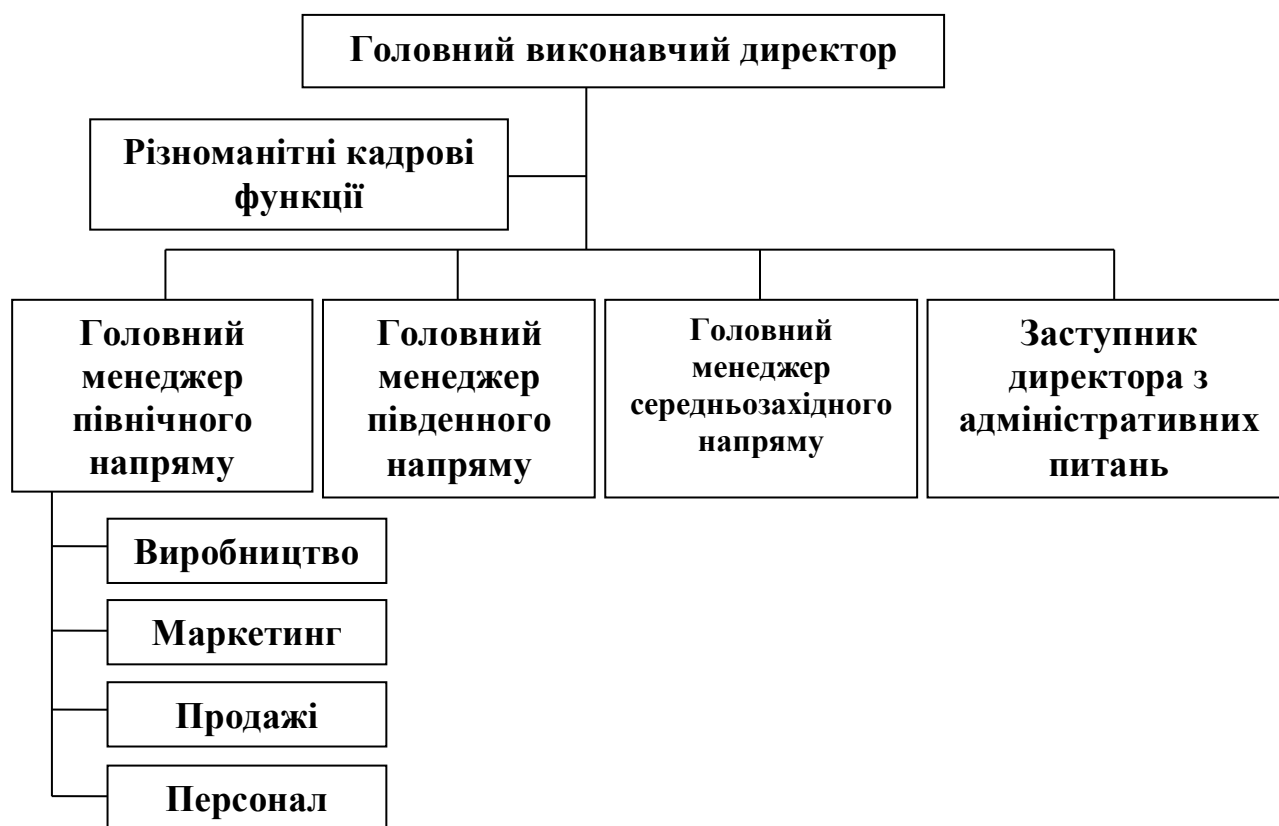 Головний виконавчий директор
Різноманітні кадрові
функції
Головний
менеджер
північного
напряму
Головний
менеджер
південного
напряму
Головний
менеджер
середньозахідного
напряму
Заступник
директора з
адміністративних
питань
Виробництво
Маркетинг
Продажі
Персонал